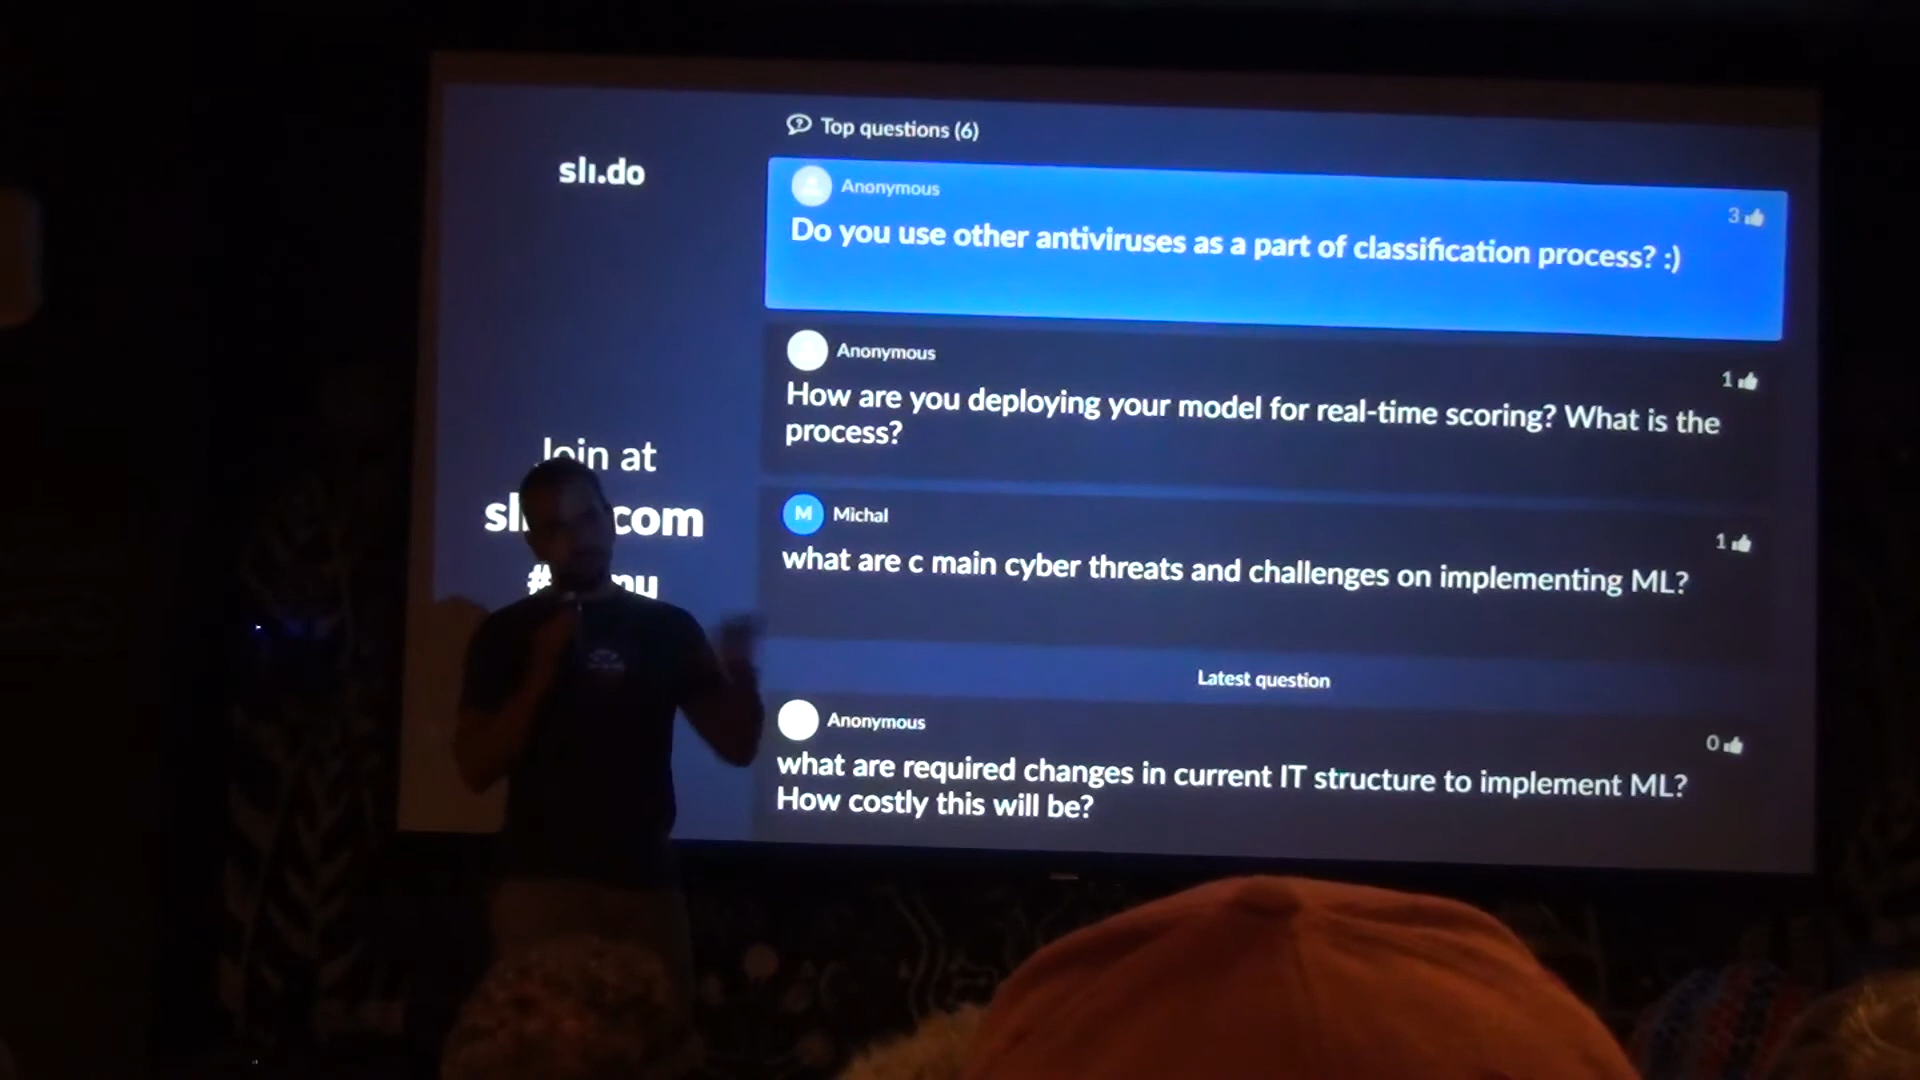 sli.do
Join at
com
Top questions (6)
Anonymous
3
Do you use other antiviruses as a part of classification process? :)
Anonymous
1
How are you deploying your model for real-time scoring? What is the
process?
M
Michal
1
what are c main cyber threats and challenges on implementing ML?
Latest question
Anonymous
0
what are required changes in current IT structure to implement ML?
How costly this will be?